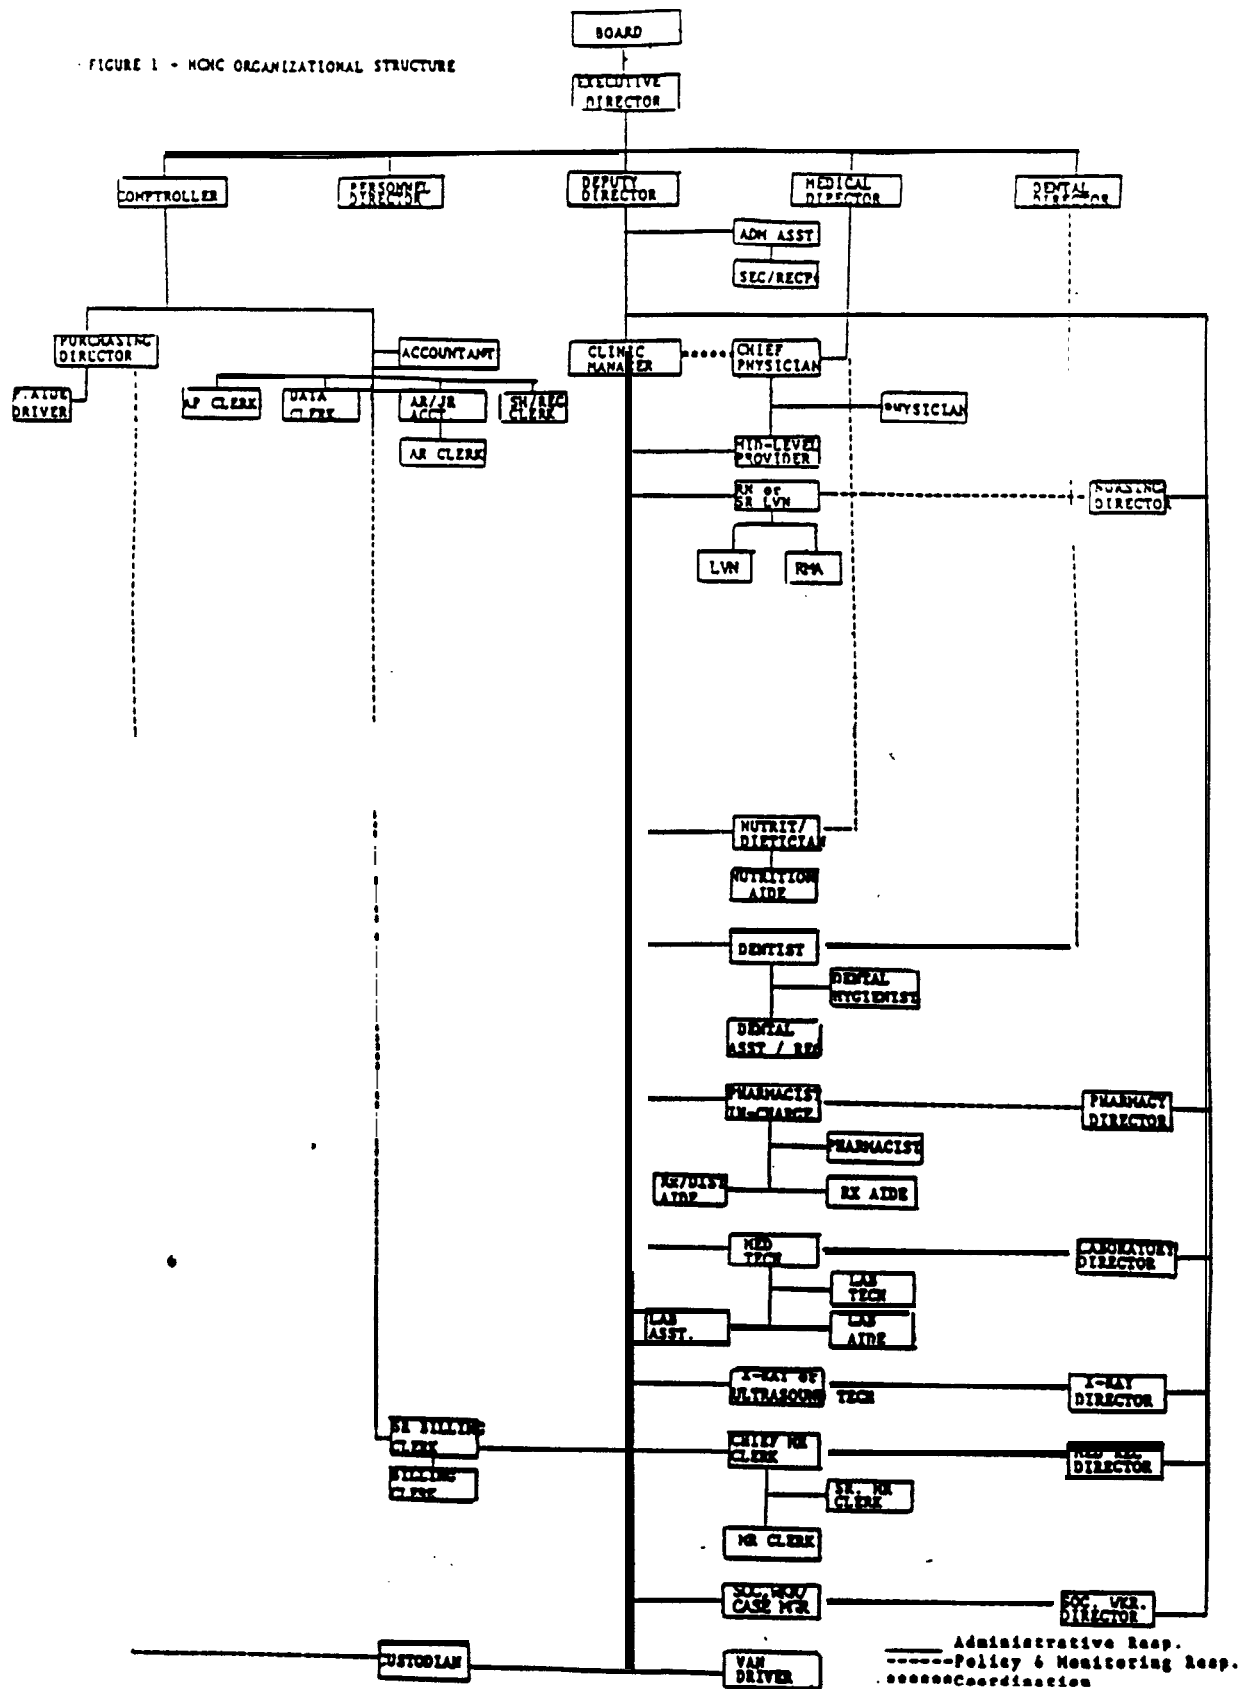 BOARD
FIGURE 1 - MCHC ORGANIZATIONAL STRUCTURE
EXECUTIVE
DIRECTOR
COMPTROLLER
PERSONNEL
DIRECTOR
DEPUTY
DIRECTOR
MEDICAL
DIRECTOR
DENTAL
DIRECTOR
ADM ASST
SEC/RECP
PURCHASING
DIRECTOR
ACCOUNTANT
CLINIC
MANAGER
CHIEF
PHYSICIAN
DRIVER
AP CLERK
DATA
CLERK
AR/JR
ACCT.
SH/REC
CLERK
PHYSICIAN
AR CLERK
MID-LEVEL
PROVIDER
RN or
SR LVN
NURSING
DIRECTOR
LVN
RMA
NUTRIT/
DIETICIAN
NUTRITION
AIDE
DENTIST
DENTAL
HYGIENIST
DENTAL
ASST / REC
PHARMACIST
IN-CHARGE
PHARMACY
DIRECTOR
PHARMACIST
RX/DIST
AIDE
RX AIDE
MED
TECH
LABORATORY
DIRECTOR
LAB
TECH
LAB
ASST.
LAB
AIDE
X-RAY or
ULTRASOUND TECH
X-RAY
DIRECTOR
SR BILLING
CLERK
CHIEF MR
CLERK
MED REC
DIRECTOR
BILLING
CLERK
SR. MR
CLERK
MR CLERK
SOC.WKR/
CASE MGR
SOC. WKR.
DIRECTOR
CUSTODIAN
VAN
DRIVER
Administrative Resp.
Policy & Monitoring Resp.
Coordination